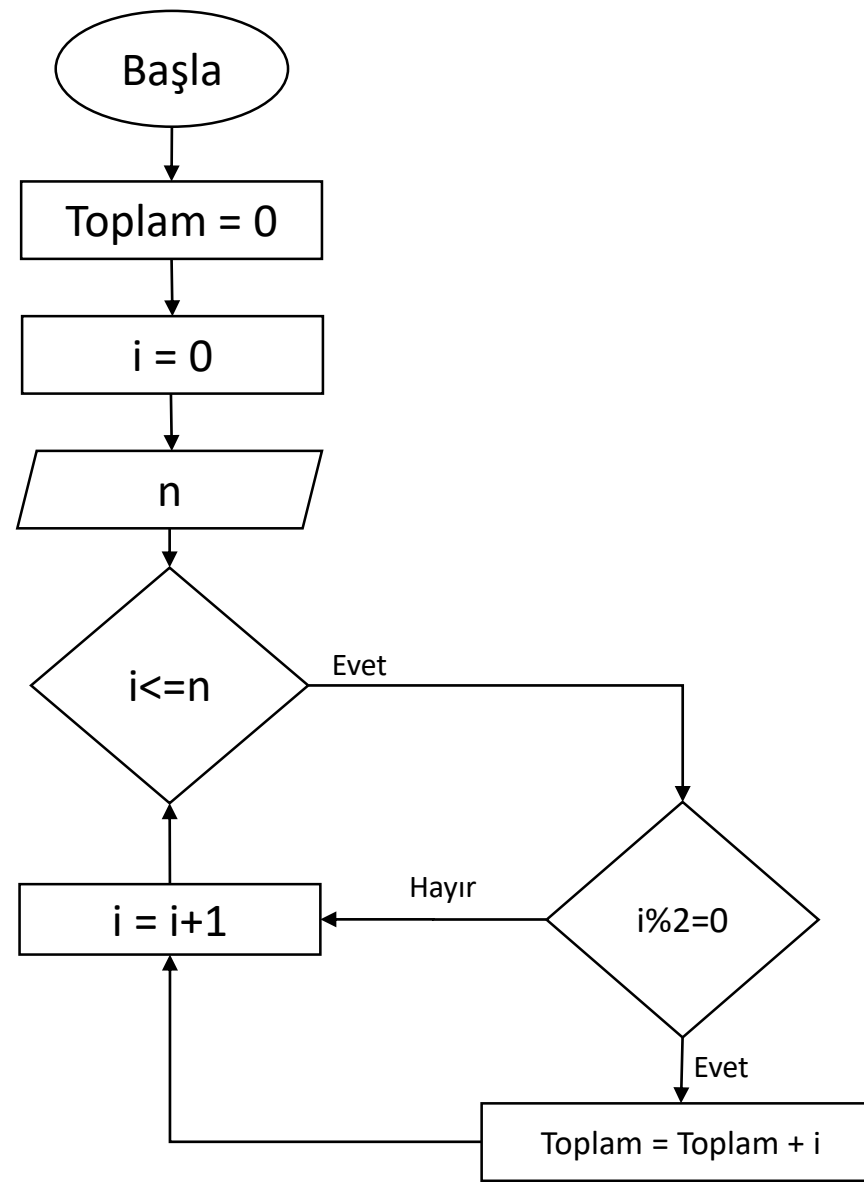 Başla
Toplam = 0
i = 0
n
i<=n
Evet
i%2=0
Hayır
i = i+1
Evet
Toplam = Toplam + i